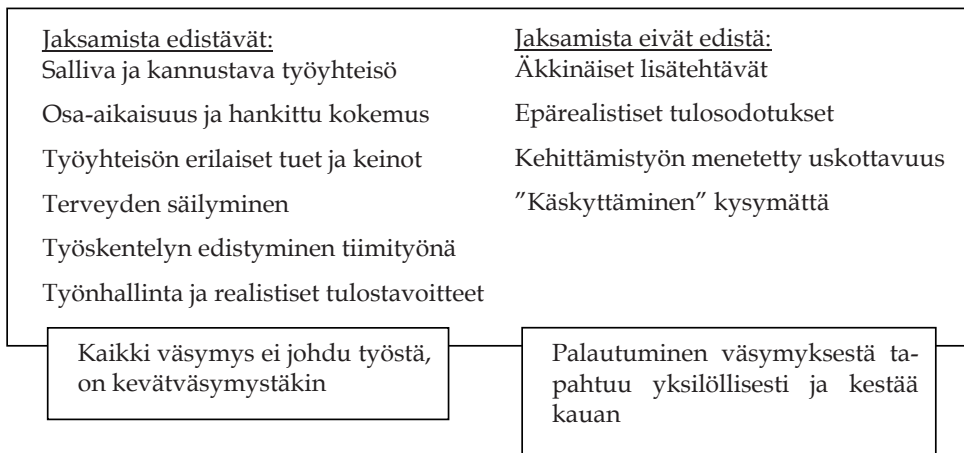 Jaksamista edistävät:
Salliva ja kannustava työyhteisö
Osa-aikaisuus ja hankittu kokemus
Työyhteisön erilaiset tuet ja keinot
Terveyden säilyminen
Työskentelyn edistyminen tiimityönä
Työnhallinta ja realistiset tulostavoitteet
Jaksamista eivät edistä:
Äkkinäiset lisätehtävät
Epärealistiset tulosodotukset
Kehittämistyön menetetty uskottavuus
”Käskyttäminen” kysymättä
Kaikki väsymys ei johdu työstä,
on kevätväsymystäkin
Palautuminen väsymyksestä ta-
pahtuu yksilöllisesti ja kestää
kauan